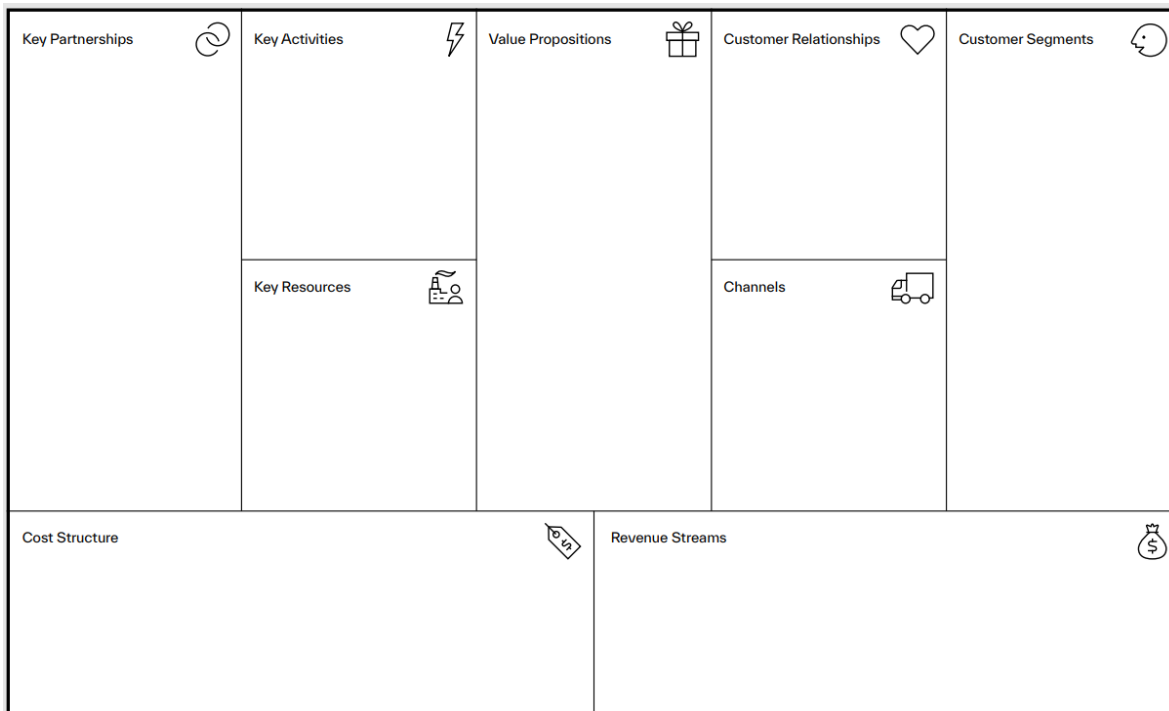 Key Partnerships
Key Activities
Value Propositions
Customer Relationships
Customer Segments
Key Resources
Channels
Cost Structure
$
Revenue Streams
$